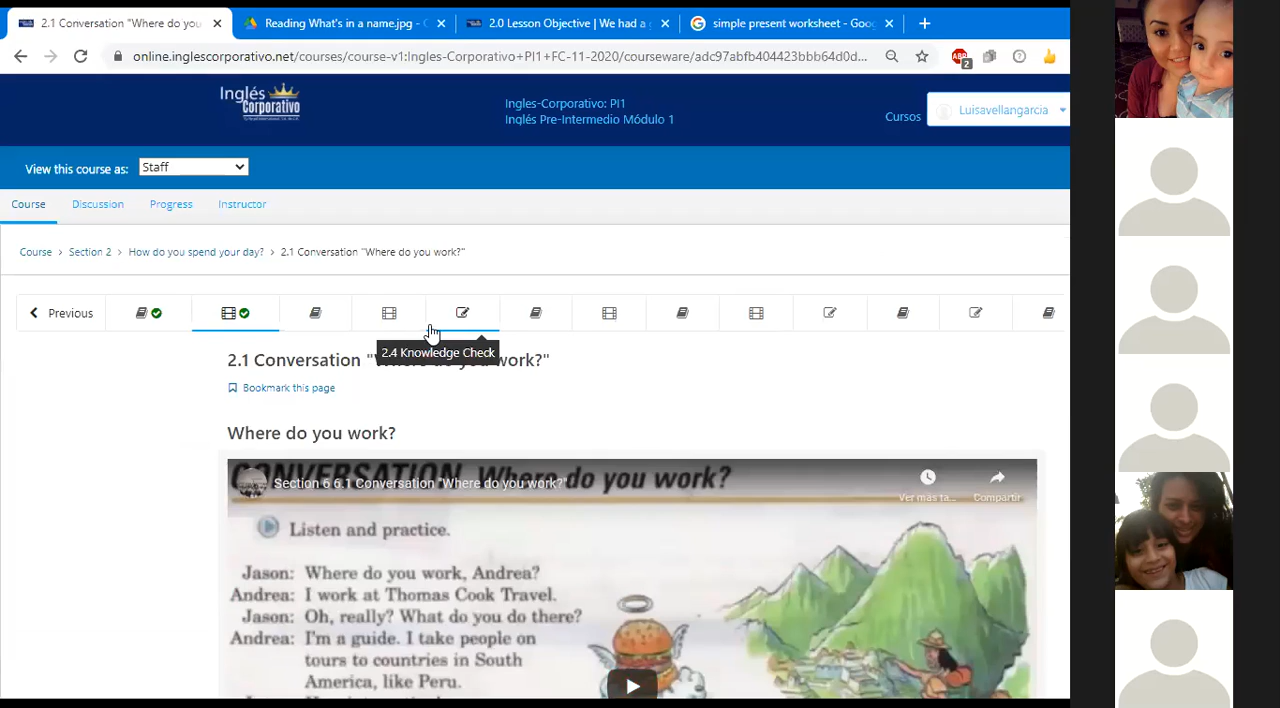 2.1 Conversation "Where do you
Reading What's in a name.jpg - G
2.0 Lesson Objective | We had a g
simple present worksheet - Goog
online.inglescorporativo.net/courses/course-v1:Ingles-Corporativo+PI1+FC-11-2020/courseware/adc97abfb404423bbb64d0d...
2
Inglés
Corporativo
Ingles-Corporativo: PI1
Inglés Pre-Intermedio Módulo 1
Cursos
Luisavellangarcia
View this course as:
Staff
Course
Discussion
Progress
Instructor
Course > Section 2 > How do you spend your day? > 2.1 Conversation "Where do you work?"
Previous
2.4 Knowledge Check
2.1 Conversation "Where do you work?"
Bookmark this page
Where do you work?
CONVERSATION Where do you work?
Section 6 6.1 Conversation "Where do you work?"
Ver más ta...
Compartir
Listen and practice.
Jason: Where do you work, Andrea?
Andrea: I work at Thomas Cook Travel.
Jason: Oh, really? What do you do there?
Andrea: I'm a guide. I take people on
tours to countries in South
America, like Peru.